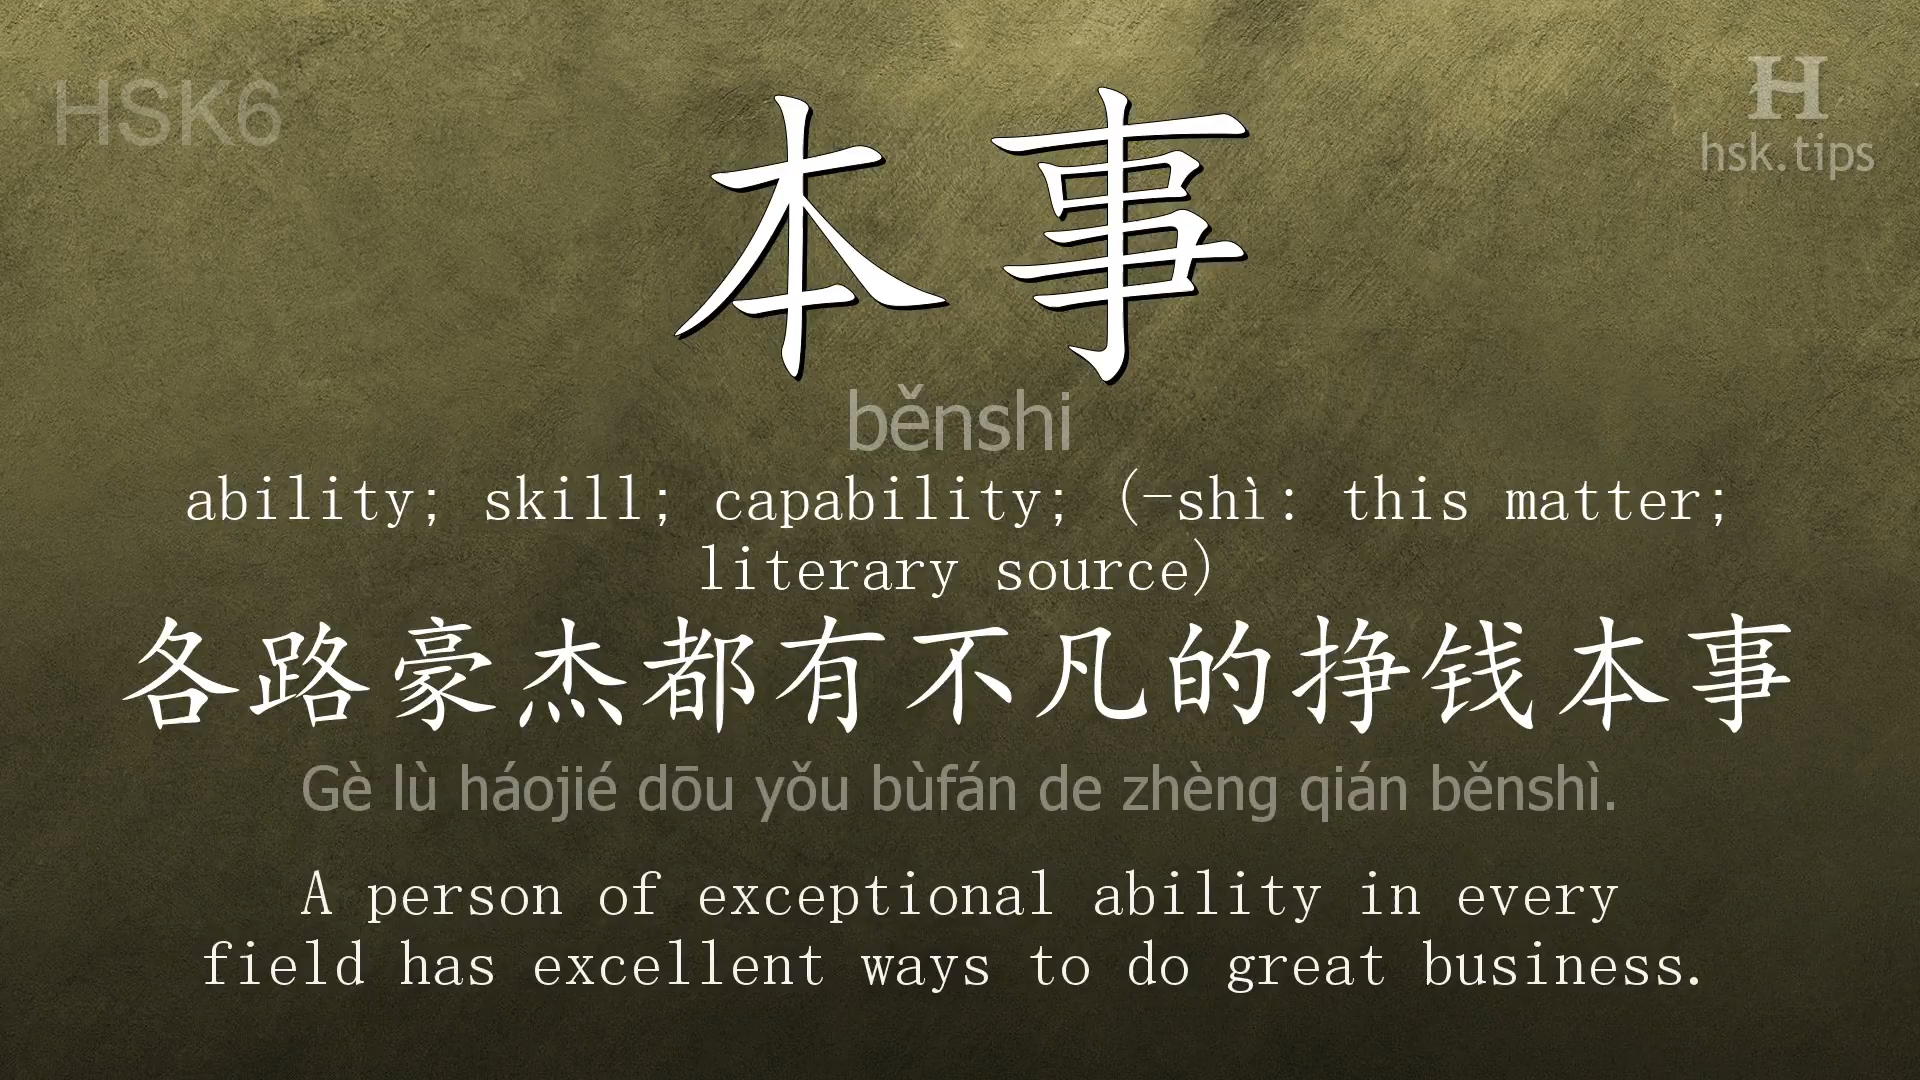 HSK6
H
hsk.tips
本事
běnshi
ability; skill; capability; (-shì: this matter;
literary source)
各路豪杰都有不凡的挣钱本事
Gè lù háojié dōu yǒu bùfán de zhèng qián běnshì.
A person of exceptional ability in every
field has excellent ways to do great business.